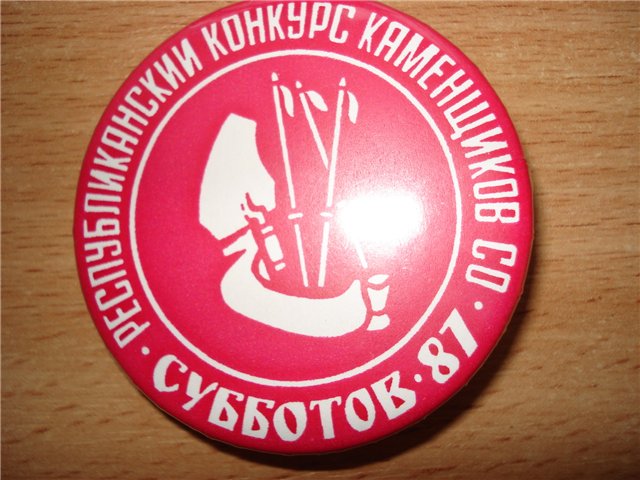 РЕСПУБЛИКАНСКИЙ КОНКУРС КАМЕНЩИКОВ СО
СУББОТОВ · 87